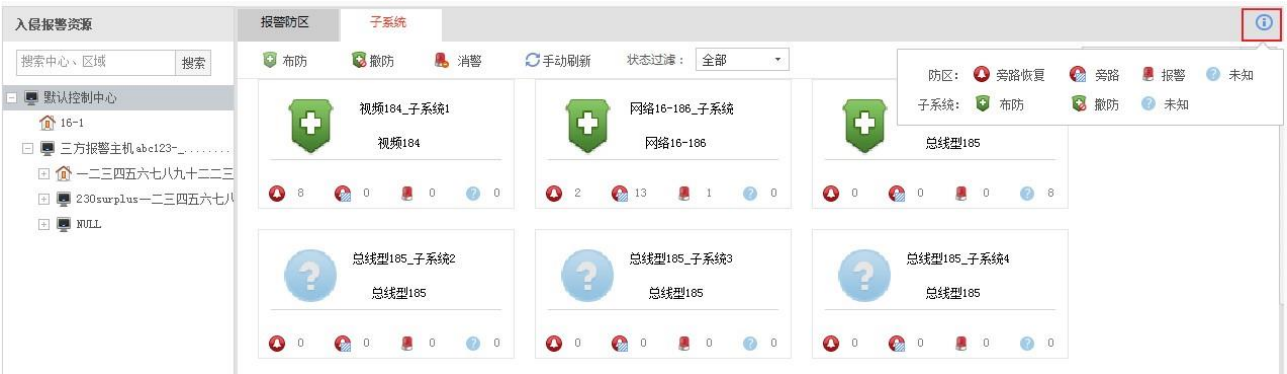 入侵报警资源
搜索中心、区域 搜索
默认控制中心
16-1
三方报警主机abc123-_........
一二三四五六七八九十二二三
230surplus一二三四五六七八
NULL
报警防区 子系统
布防 撤防 消警 手动刷新 状态过滤： 全部
防区： 旁路恢复 旁路 报警 未知
子系统： 布防 撤防 未知
视频184_子系统1
视频184
8 0 0 0
网络16-186_子系统
网络16-186
2 13 1 0
总线型185
0 0 0 8
总线型185_子系统2
总线型185
0 0 0 0
总线型185_子系统3
总线型185
0 0 0 0
总线型185_子系统4
总线型185
0 0 0 0